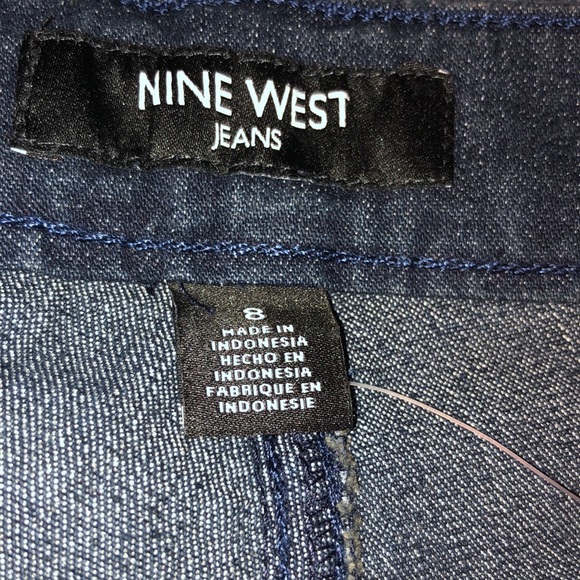 NINE WEST
JEANS
8
MADE IN
INDONESIA
HECHO EN
INDONESIA
FABRIQUE EN
INDONESIE